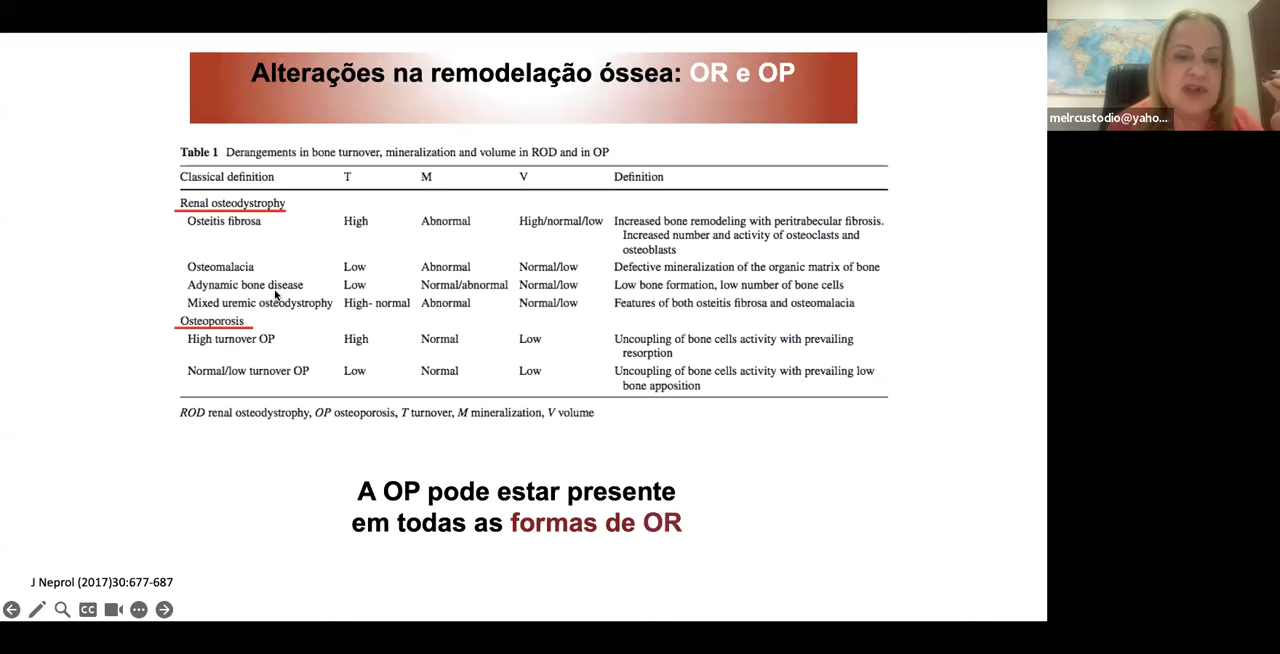 Alterações na remodelação óssea: OR e OP
melrcustodio@yaho...
Table 1 Derangements in bone turnover, mineralization and volume in ROD and in OP
Classical definition T M V Definition
Renal osteodystrophy
Osteitis fibrosa High Abnormal High/normal/low Increased bone remodeling with peritrabecular fibrosis.
Increased number and activity of osteoclasts and
osteoblasts
Osteomalacia Low Abnormal Normal/low Defective mineralization of the organic matrix of bone
Adynamic bone disease Low Normal/abnormal Normal/low Low bone formation, low number of bone cells
Mixed uremic osteodystrophy High- normal Abnormal Normal/low Features of both osteitis fibrosa and osteomalacia
Osteoporosis
High turnover OP High Normal Low Uncoupling of bone cells activity with prevailing
resorption
Normal/low turnover OP Low Normal Low Uncoupling of bone cells activity with prevailing low
bone apposition
ROD renal osteodystrophy, OP osteoporosis, T turnover, M mineralization, V volume
A OP pode estar presente
em todas as formas de OR
J Neprol (2017)30:677-687
CC